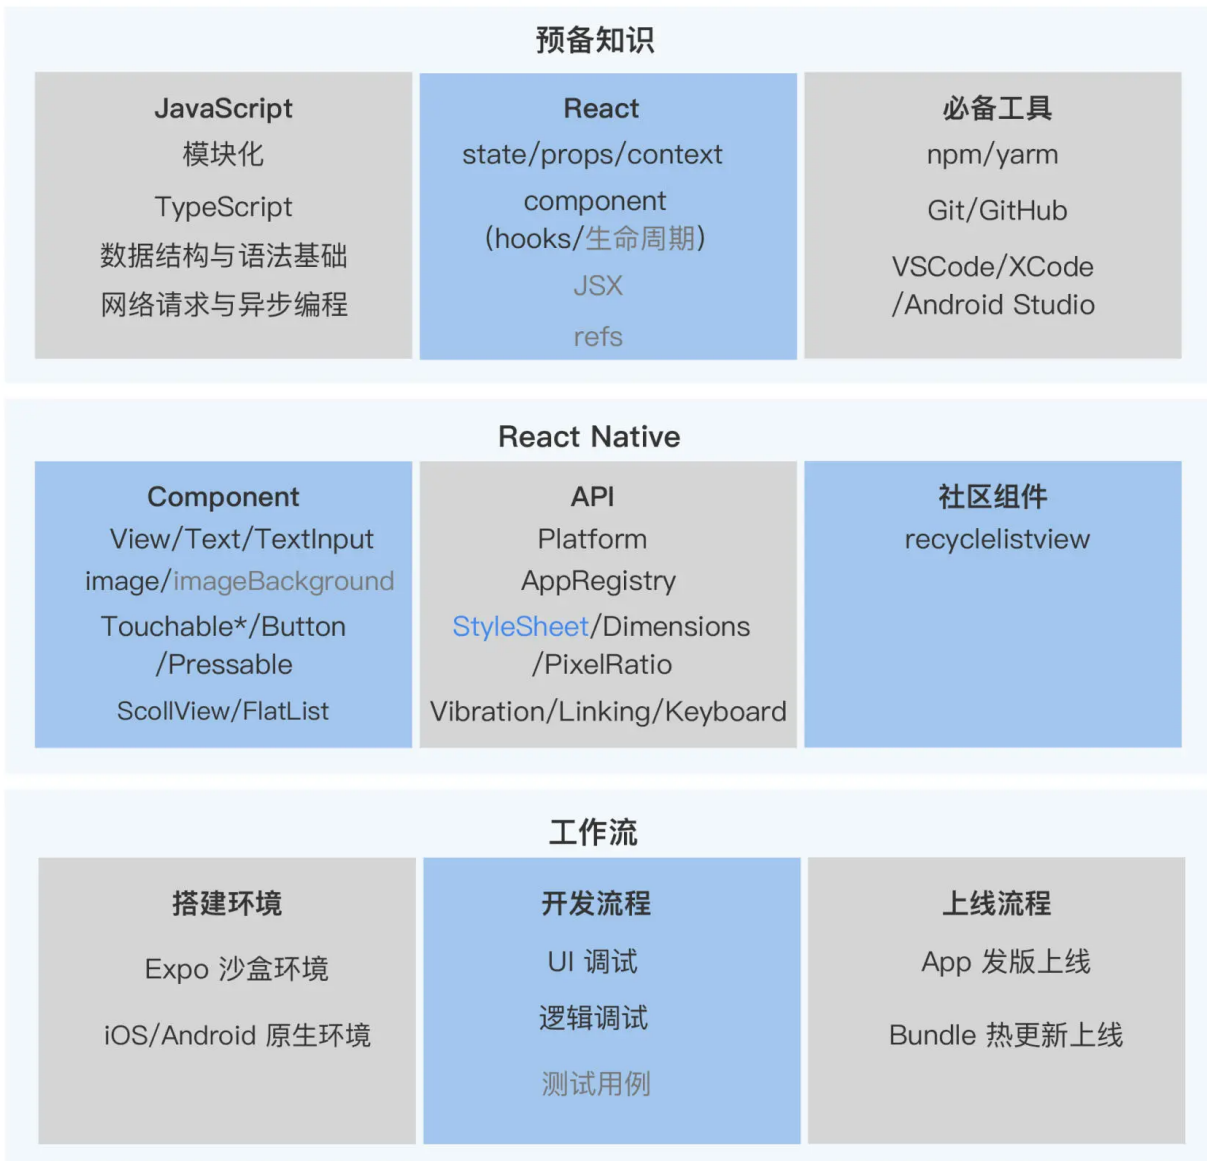 预备知识
JavaScript
模块化
TypeScript
数据结构与语法基础
网络请求与异步编程
React
state/props/context
component
(hooks/生命周期)
JSX
refs
必备工具
npm/yarm
Git/GitHub
VSCode/XCode
/Android Studio
React Native
Component
View/Text/TextInput
image/imageBackground
Touchable*/Button
/Pressable
ScollView/FlatList
API
Platform
AppRegistry
StyleSheet/Dimensions
/PixelRatio
Vibration/Linking/Keyboard
社区组件
recyclelistview
工作流
搭建环境
Expo 沙盒环境
iOS/Android 原生环境
开发流程
UI 调试
逻辑调试
测试用例
上线流程
App 发版上线
Bundle 热更新上线